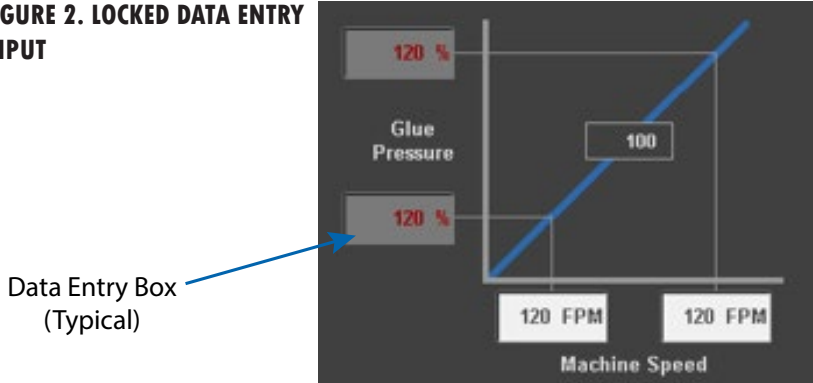 GURE 2. LOCKED DATA ENTRY
NPUT
120 %
Glue
Pressure
100
120 %
Data Entry Box
(Typical)
120 FPM
120 FPM
Machine Speed